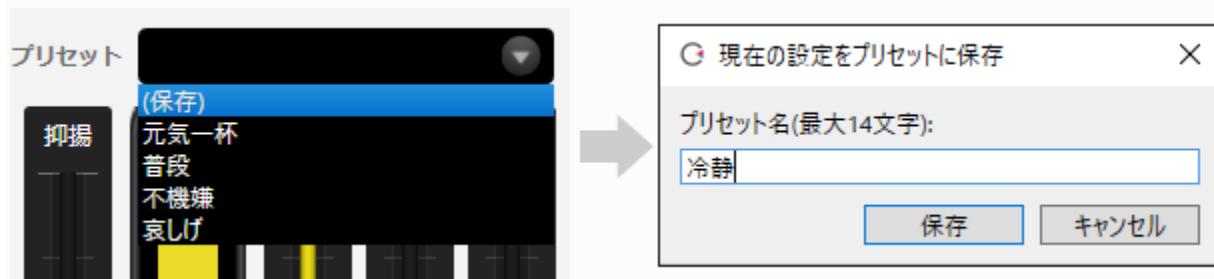 プリセット
(保存)
元気一杯
普段
不機嫌
哀しげ
抑揚
現在の設定をプリセットに保存
プリセット名(最大14文字):
冷静
保存
キャンセル